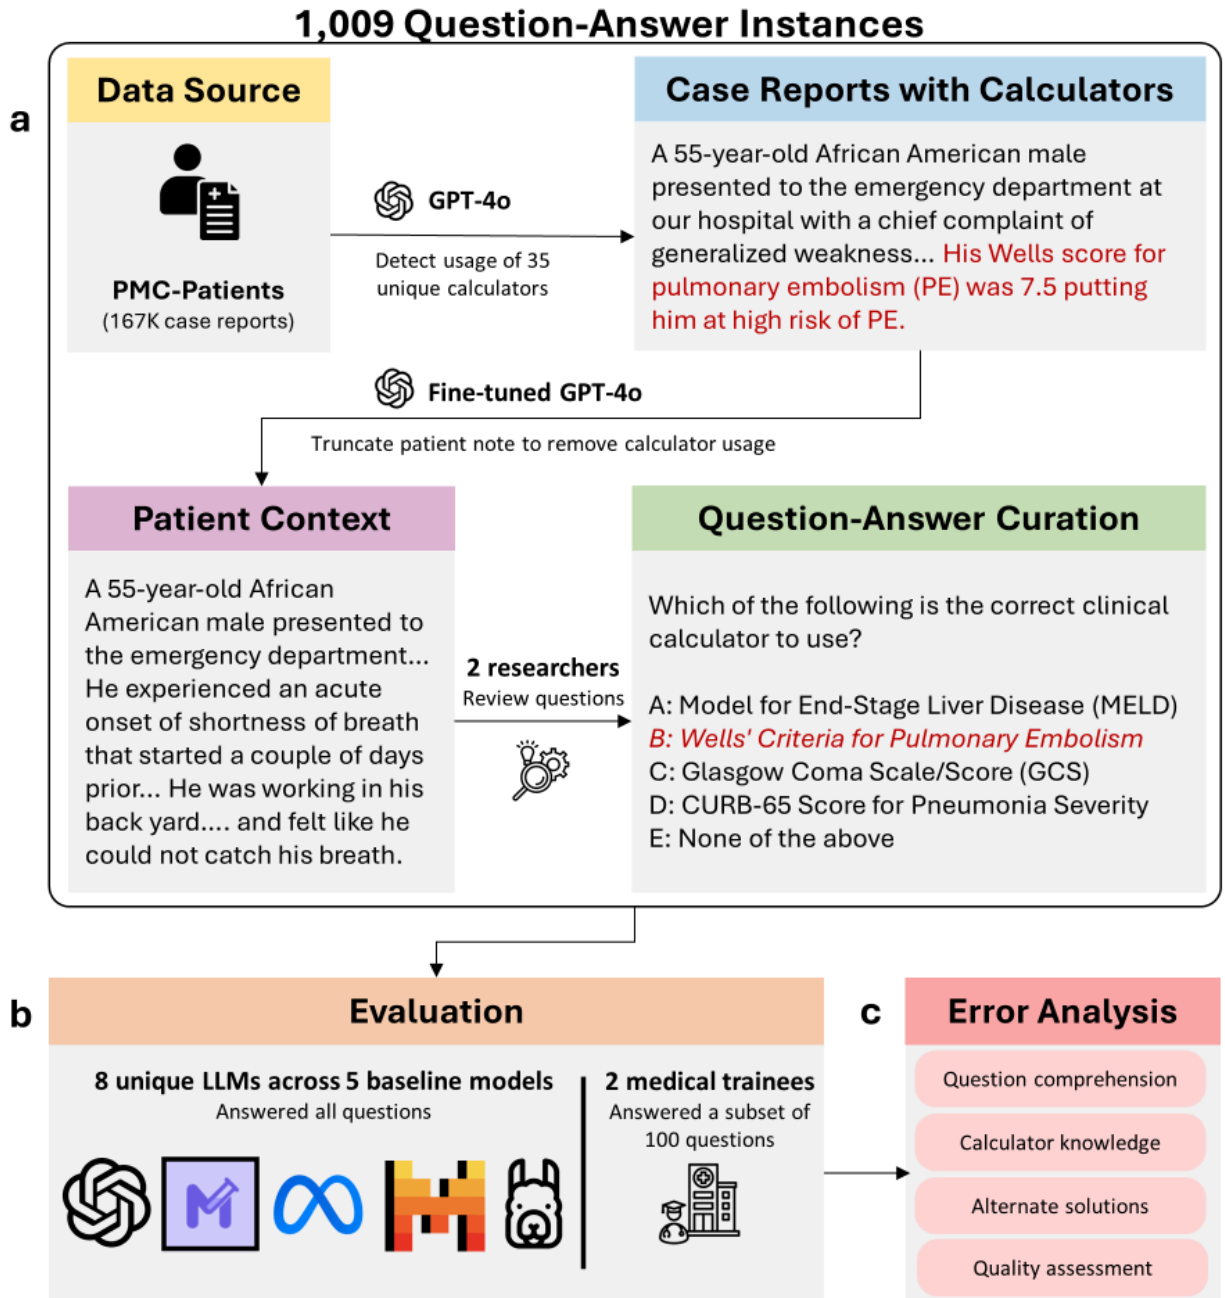 1,009 Question-Answer Instances
a
Data Source
PMC-Patients
(167K case reports)
GPT-4o
Detect usage of 35
unique calculators
Case Reports with Calculators
A 55-year-old African American male
presented to the emergency department at
our hospital with a chief complaint of
generalized weakness... His Wells score for
pulmonary embolism (PE) was 7.5 putting
him at high risk of PE.
Fine-tuned GPT-4o
Truncate patient note to remove calculator usage
Patient Context
A 55-year-old African
American male presented to
the emergency department...
He experienced an acute
onset of shortness of breath
that started a couple of days
prior... He was working in his
back yard.... and felt like he
could not catch his breath.
2 researchers
Review questions
Question-Answer Curation
Which of the following is the correct clinical
calculator to use?
A: Model for End-Stage Liver Disease (MELD)
B: Wells' Criteria for Pulmonary Embolism
C: Glasgow Coma Scale/Score (GCS)
D: CURB-65 Score for Pneumonia Severity
E: None of the above
b
Evaluation
8 unique LLMs across 5 baseline models
Answered all questions
2 medical trainees
Answered a subset of
100 questions
c
Error Analysis
Question comprehension
Calculator knowledge
Alternate solutions
Quality assessment